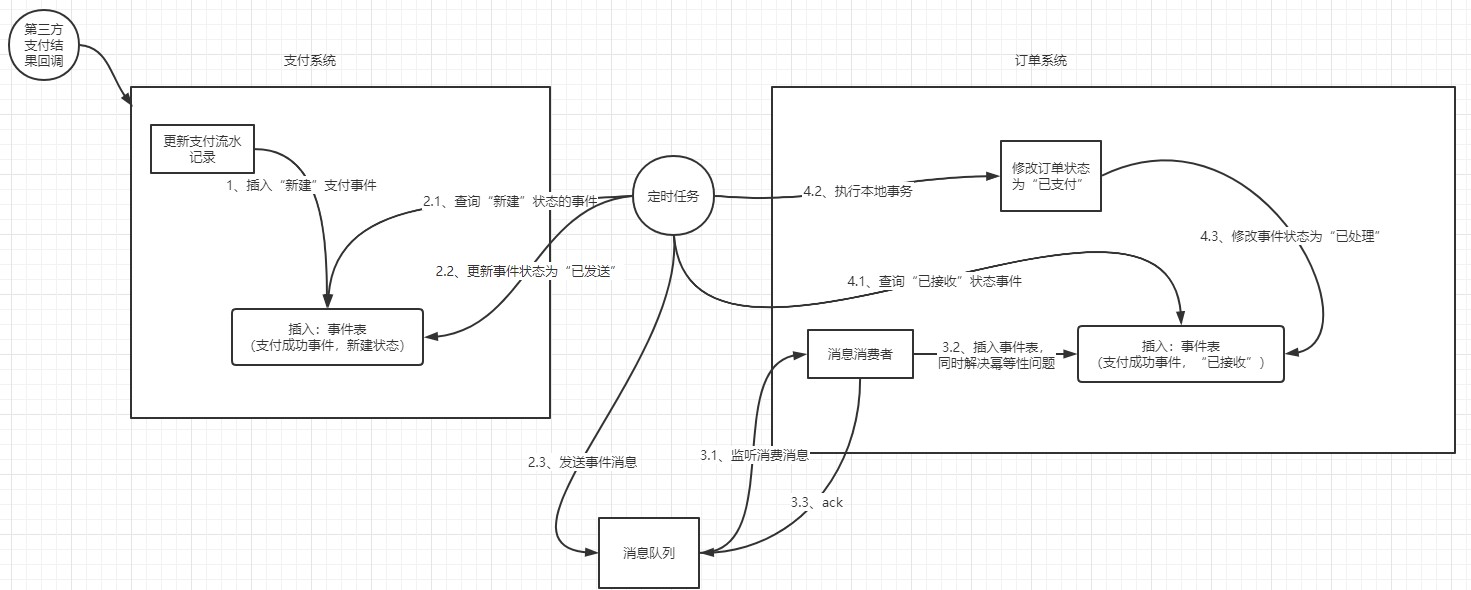 第三方
支付结
果回调
支付系统
订单系统
更新支付流水
记录
1、插入“新建”支付事件
2.1、查询“新建”状态的事件
定时任务
4.2、执行本地事务
修改订单状态
为“已支付”
4.3、修改事件状态为“已处理”
2.2、更新事件状态为“已发送”
4.1、查询“已接收”状态事件
插入：事件表
（支付成功事件，新建状态）
消息消费者
3.2、插入事件表，
同时解决幂等性问题
插入：事件表
（支付成功事件，“已接收”）
2.3、发送事件消息
3.1、监听消费消息
3.3、ack
消息队列